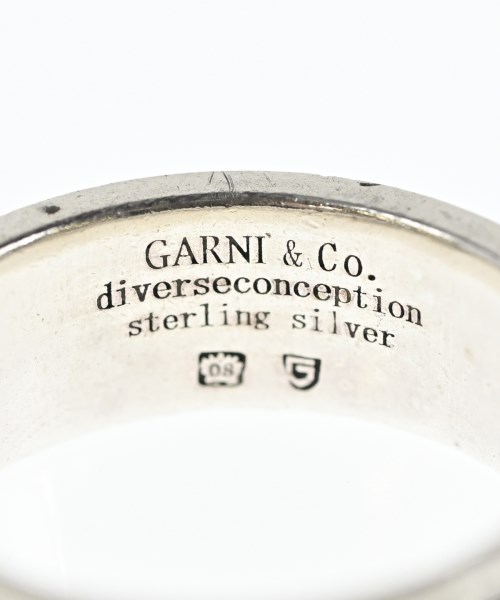 GARNI & Co.
diverseconception
sterling silver
08 G